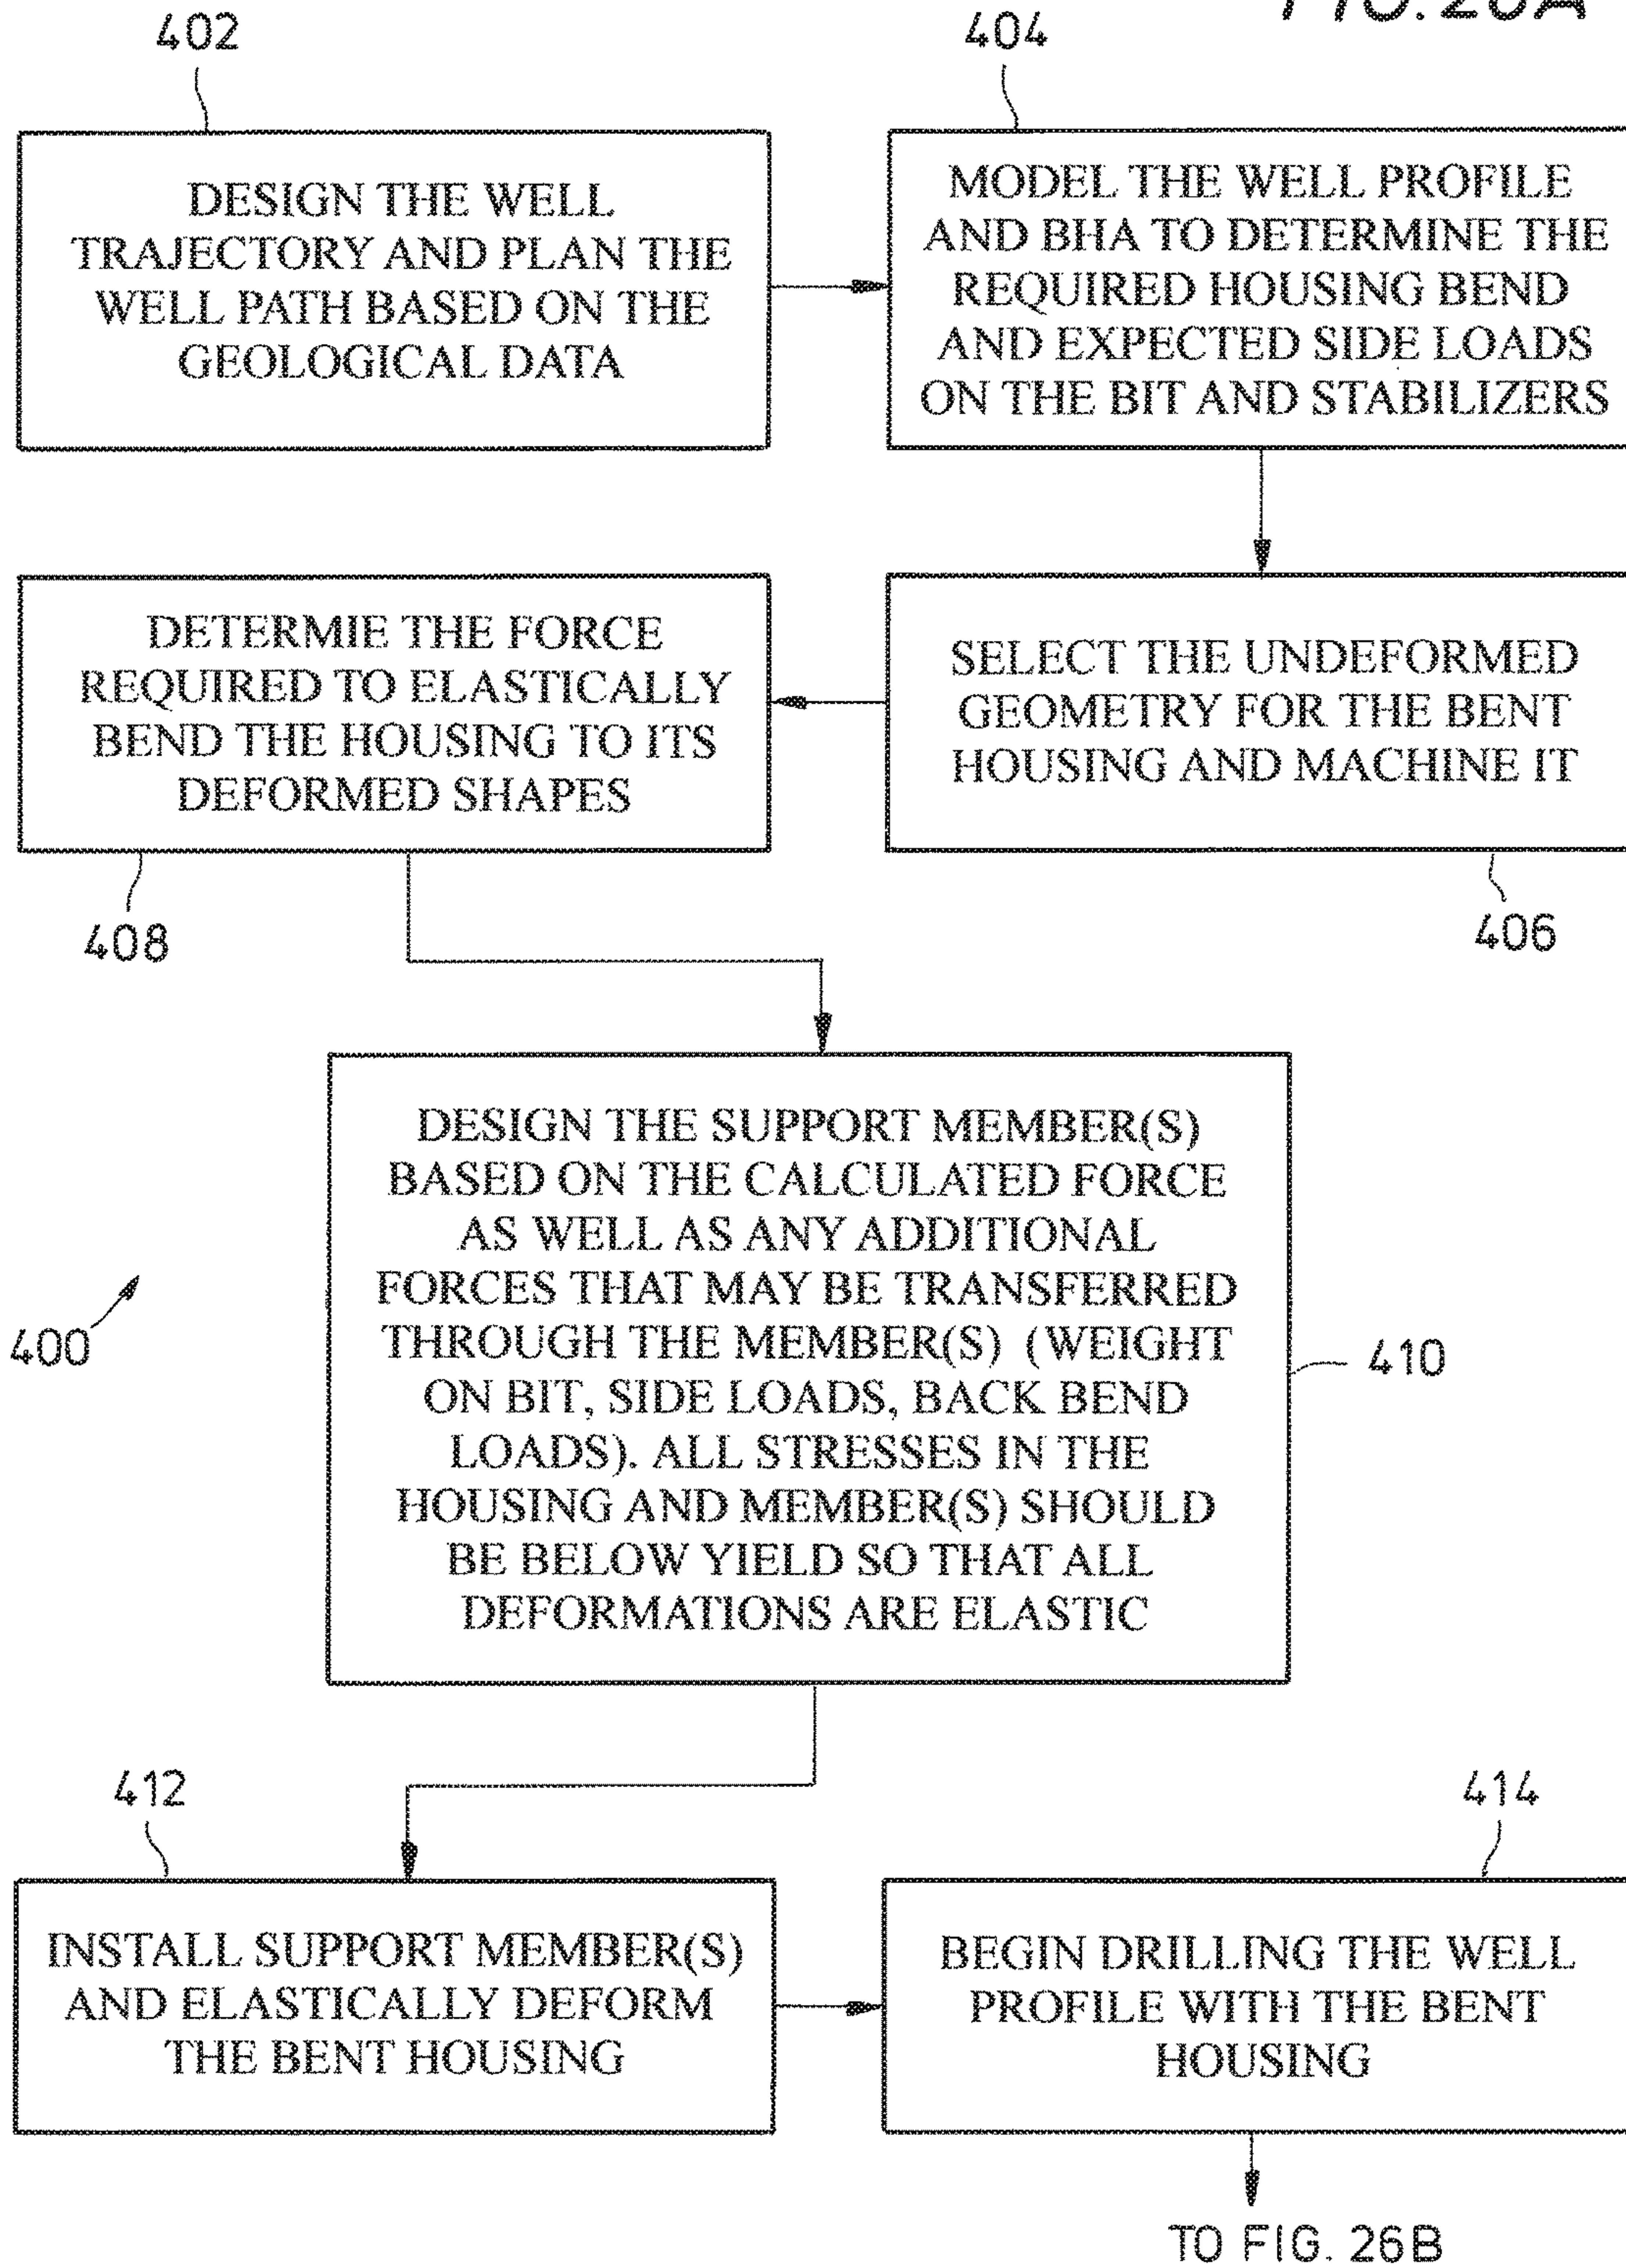 FIG. 26A
402
404
DESIGN THE WELL
TRAJECTORY AND PLAN THE
WELL PATH BASED ON THE
GEOLOGICAL DATA
MODEL THE WELL PROFILE
AND BHA TO DETERMINE THE
REQUIRED HOUSING BEND
AND EXPECTED SIDE LOADS
ON THE BIT AND STABILIZERS
DETERMIE THE FORCE
REQUIRED TO ELASTICALLY
BEND THE HOUSING TO ITS
DEFORMED SHAPES
SELECT THE UNDEFORMED
GEOMETRY FOR THE BENT
HOUSING AND MACHINE IT
408
406
DESIGN THE SUPPORT MEMBER(S)
BASED ON THE CALCULATED FORCE
AS WELL AS ANY ADDITIONAL
FORCES THAT MAY BE TRANSFERRED
THROUGH THE MEMBER(S) (WEIGHT
ON BIT, SIDE LOADS, BACK BEND
LOADS). ALL STRESSES IN THE
HOUSING AND MEMBER(S) SHOULD
BE BELOW YIELD SO THAT ALL
DEFORMATIONS ARE ELASTIC
400
410
412
414
INSTALL SUPPORT MEMBER(S)
AND ELASTICALLY DEFORM
THE BENT HOUSING
BEGIN DRILLING THE WELL
PROFILE WITH THE BENT
HOUSING
TO FIG. 26B